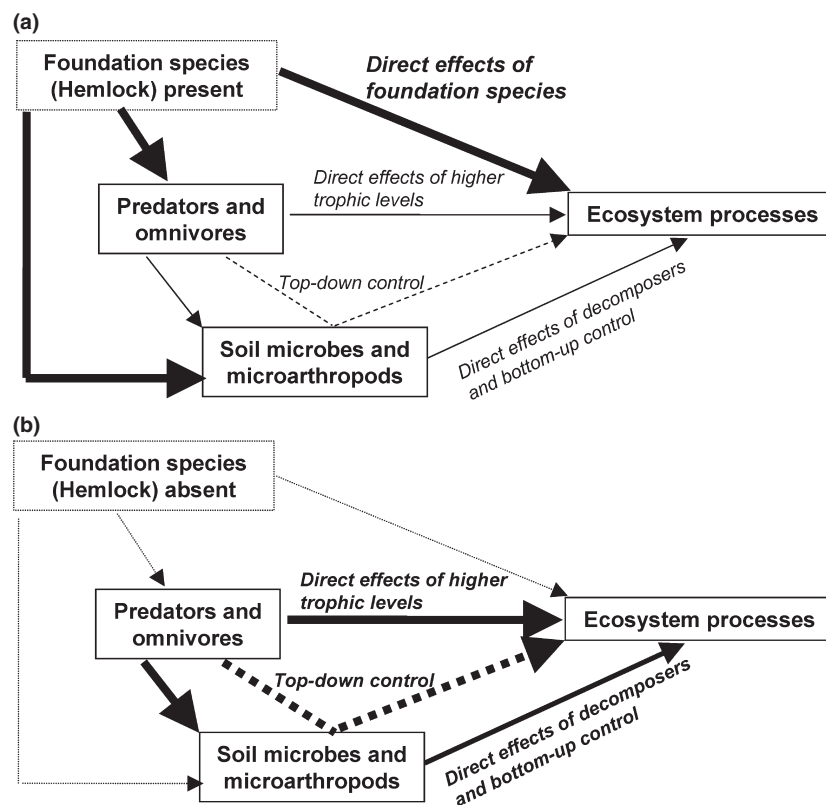 (a)
Foundation species
(Hemlock) present
Direct effects of
foundation species
Direct effects of higher
trophic levels
Predators and
omnivores
Ecosystem processes
Top-down control
Soil microbes and
microarthropods
Direct effects of decomposers
and bottom-up control
(b)
Foundation species
(Hemlock) absent
Direct effects of higher
trophic levels
Predators and
omnivores
Ecosystem processes
Top-down control
Soil microbes and
microarthropods
Direct effects of decomposers
and bottom-up control